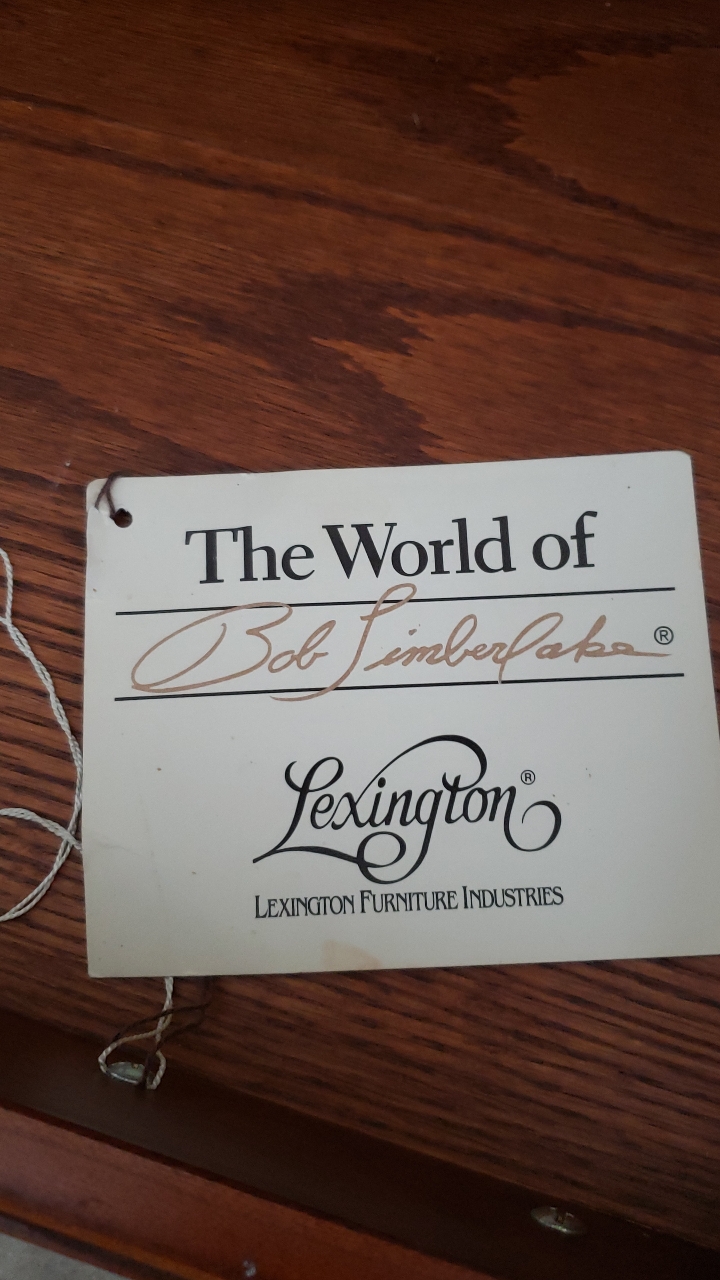 The World of
Bob Timberlake®
Lexington®
LEXINGTON FURNITURE INDUSTRIES